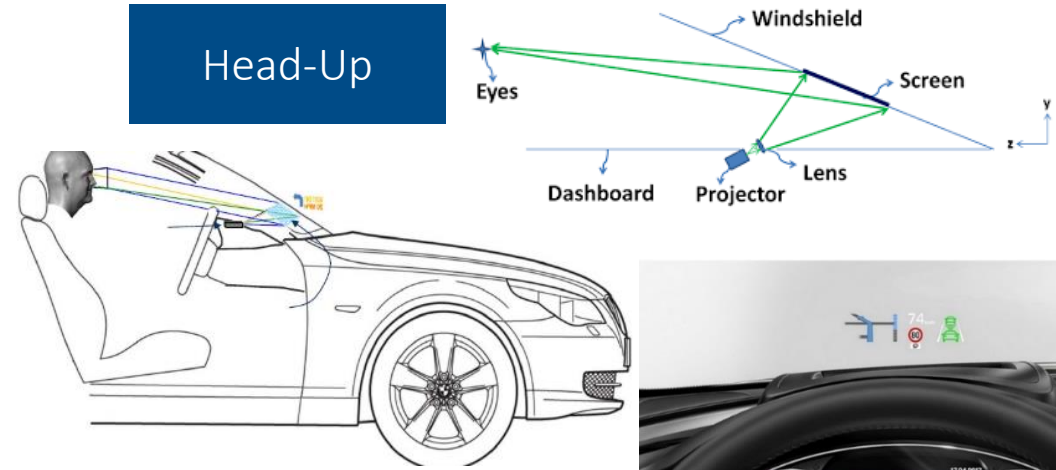 Head-Up
Windshield
Screen
Eyes
y
z
Lens
Dashboard
Projector
74
80